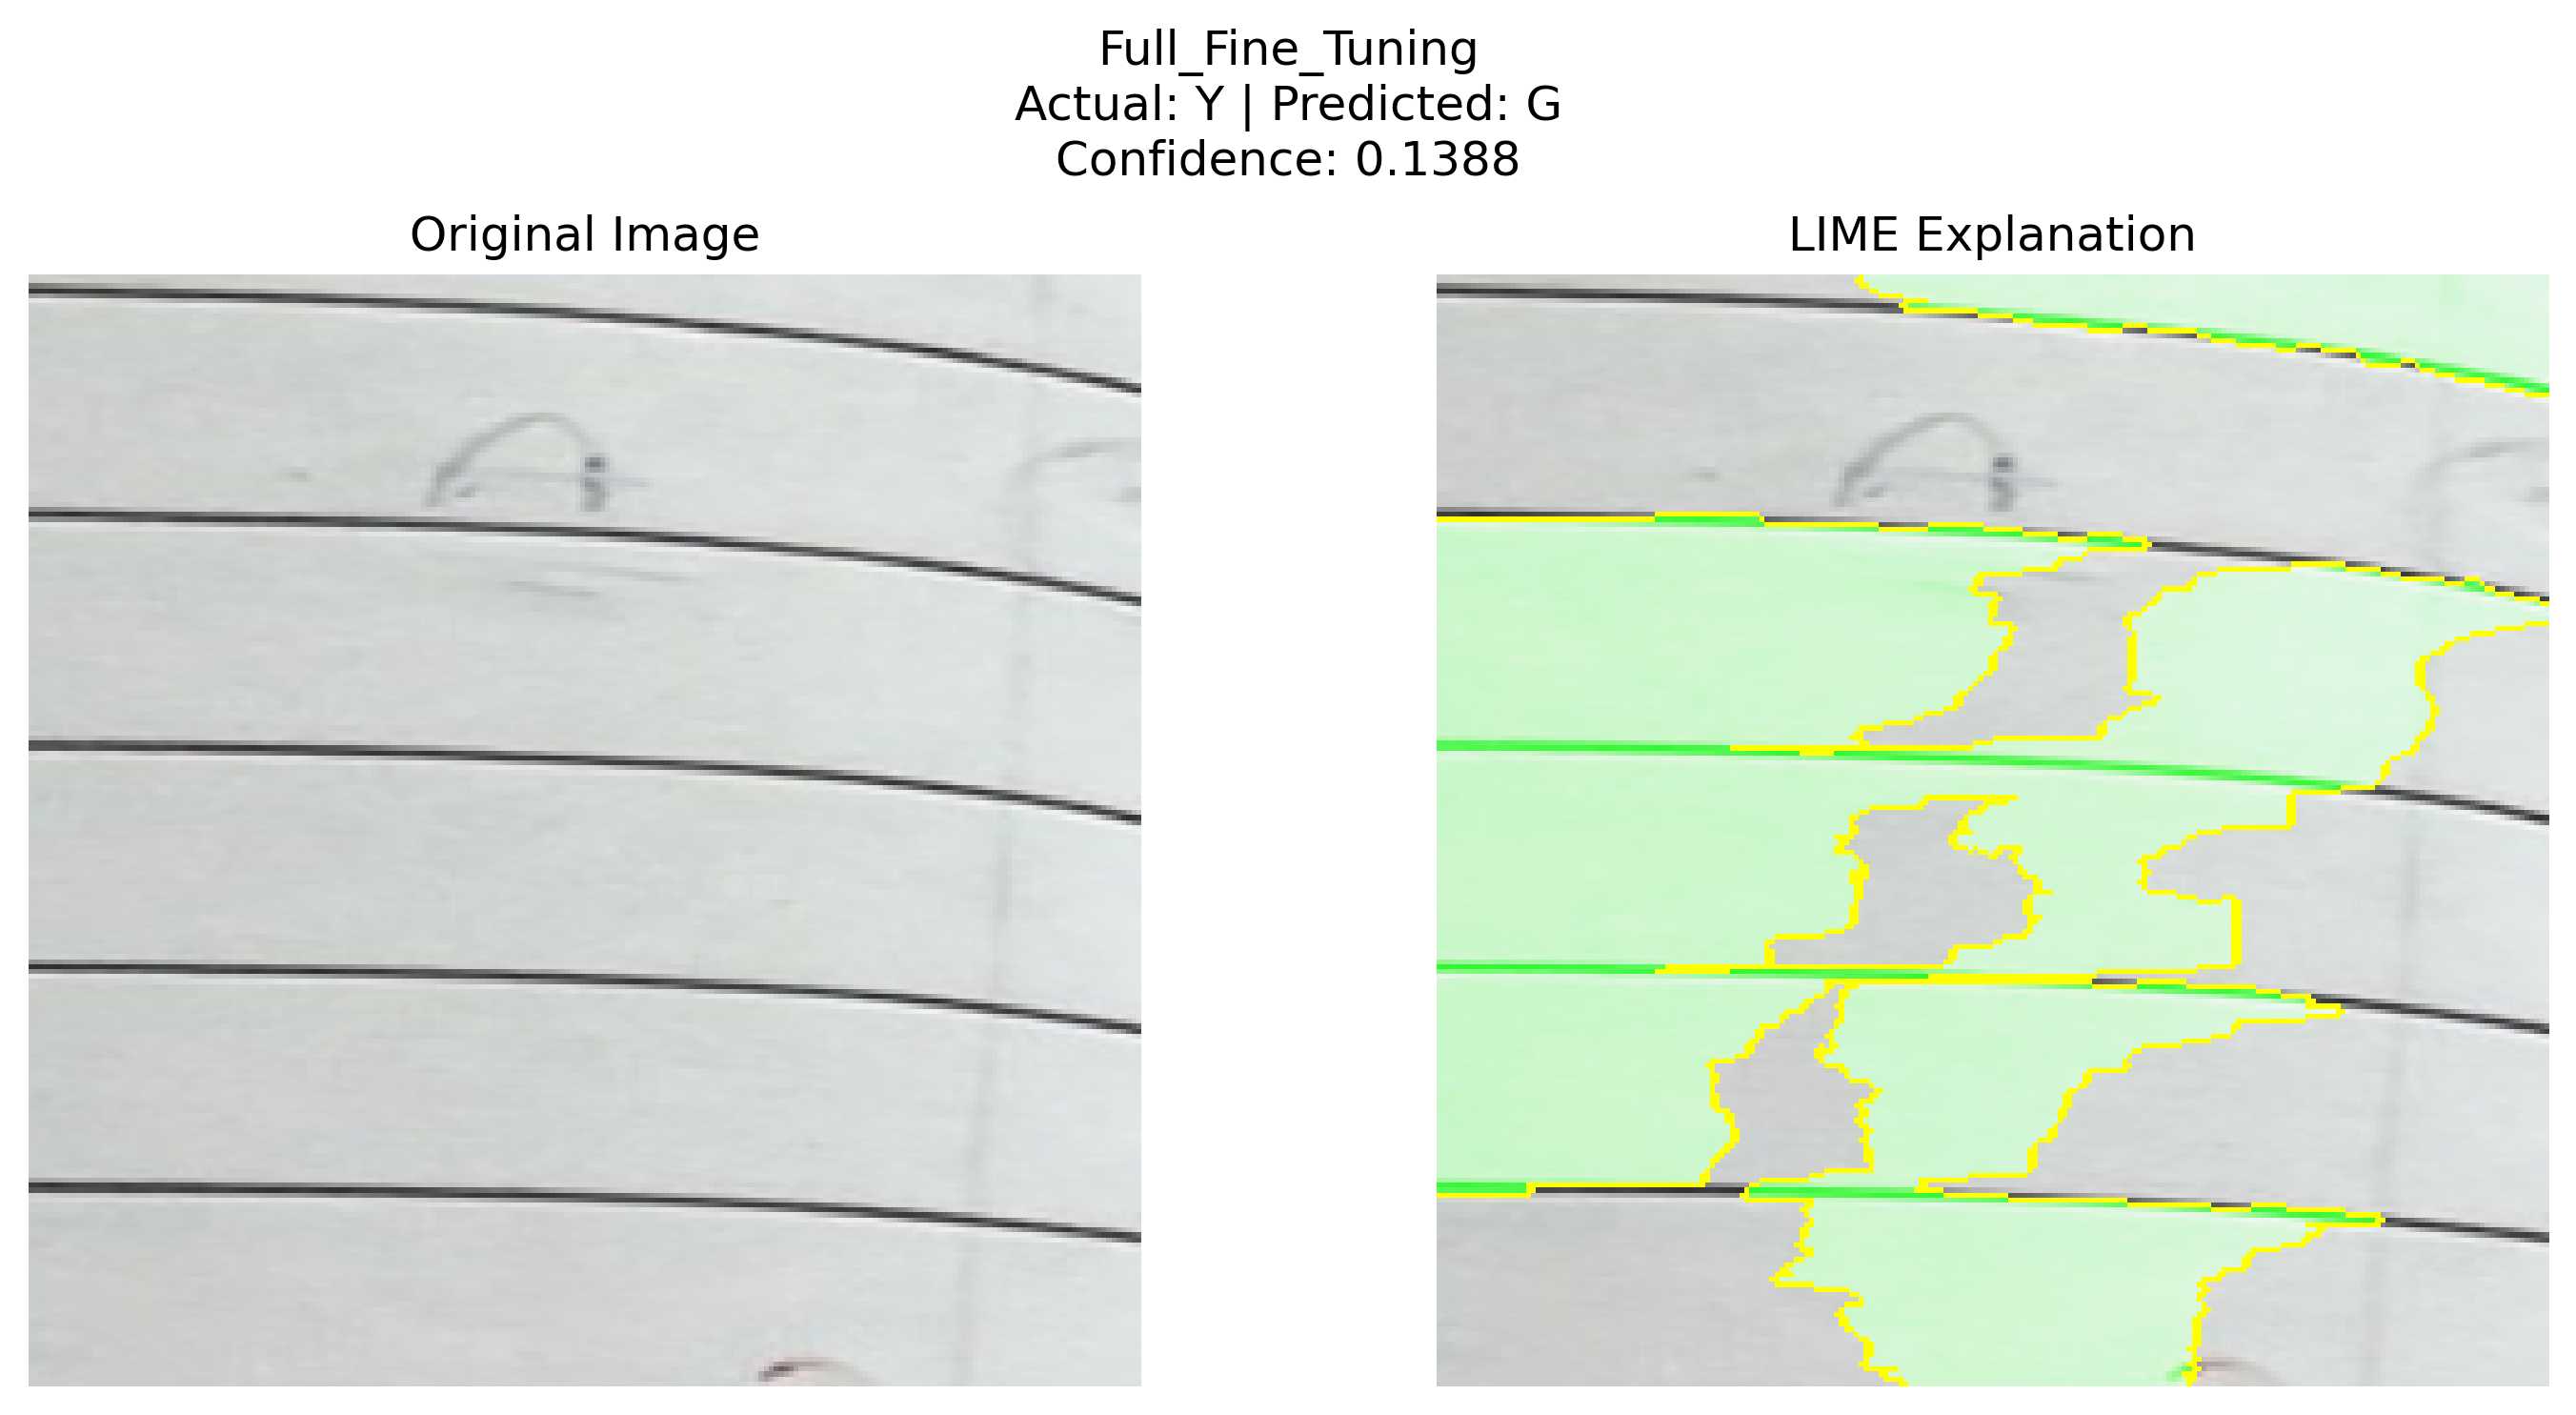 Full_Fine_Tuning
Actual: Y | Predicted: G
Confidence: 0.1388
Original Image
LIME Explanation